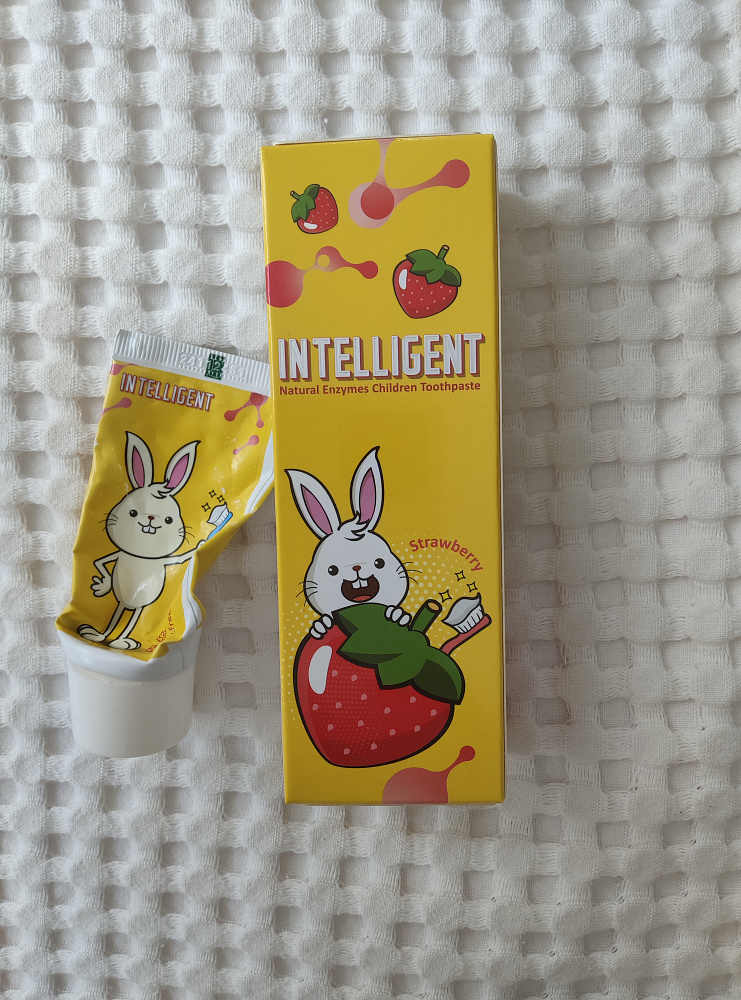 INTELLIGENT
Natural Enzymes Children Toothpaste
Strawberry
INTELLIGENT